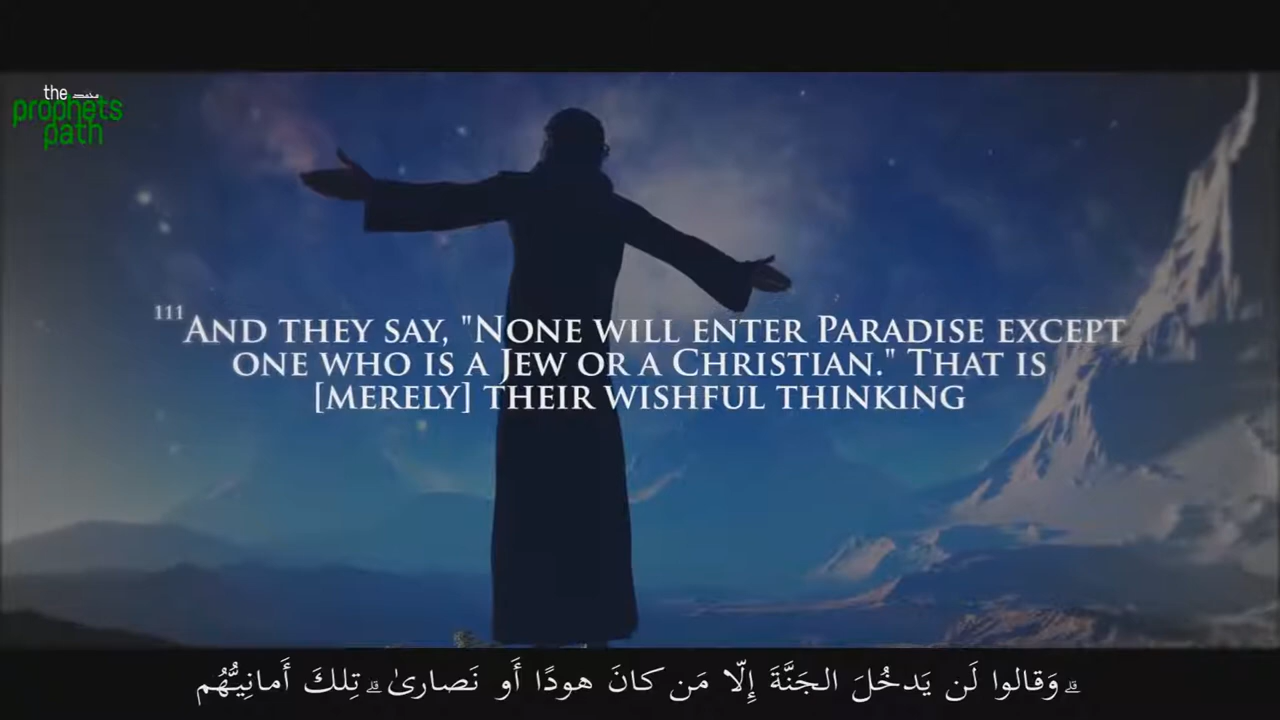 the
prophets
path
111 AND THEY SAY, "NONE WILL ENTER PARADISE EXCEPT
ONE WHO IS A JEW OR A CHRISTIAN." THAT IS
[MERELY] THEIR WISHFUL THINKING
وَقالوا لَن يَدخُلَ الجَنَّةَ إِلّا مَن كانَ هودًا أَو نَصارىٰ ۗ تِلكَ أَمانِيُّهُم ۗ